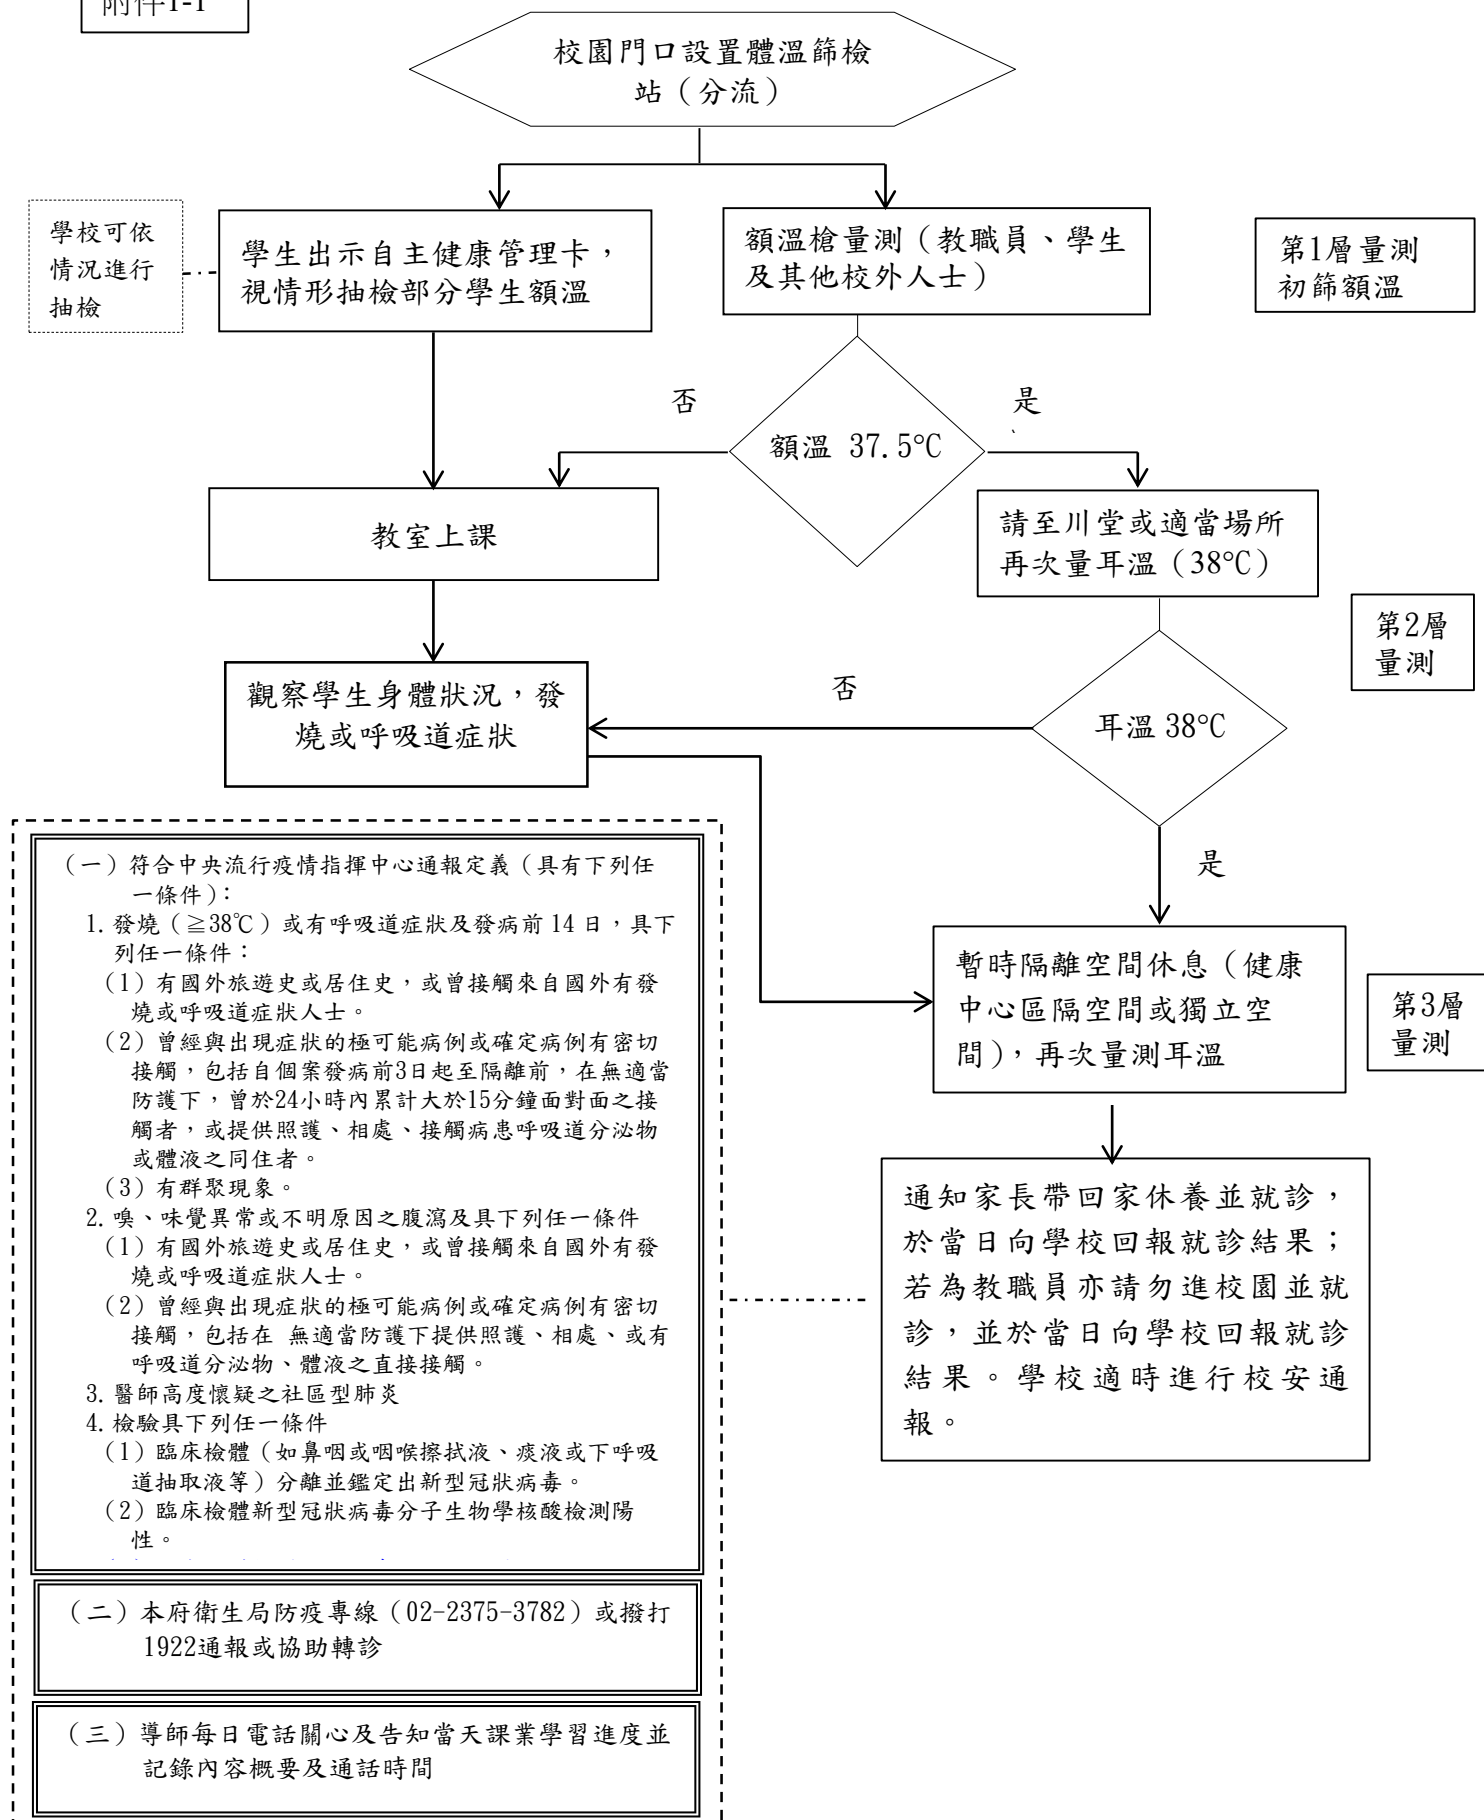 附件1-1
校園門口設置體溫篩檢
站（分流）
學校可依
情況進行
抽檢
學生出示自主健康管理卡，
視情形抽檢部分學生額溫
額溫槍量測（教職員、學生
及其他校外人士）
第1層量測
初篩額溫
否
是
、
額溫 37.5°C
教室上課
請至川堂或適當場所
再次量耳溫（38°C）
第2層
量測
觀察學生身體狀況，發
燒或呼吸道症狀
否
耳溫 38°C
是
暫時隔離空間休息（健康
中心區隔空間或獨立空
間），再次量測耳溫
第3層
量測
通知家長帶回家休養並就診，
於當日向學校回報就診結果；
若為教職員亦請勿進校園並就
診，並於當日向學校回報就診
結果。學校適時進行校安通
報。
（一）符合中央流行疫情指揮中心通報定義（具有下列任
一條件）：
1. 發燒（≧38℃）或有呼吸道症狀及發病前 14 日，具下
列任一條件：
（1）有國外旅遊史或居住史，或曾接觸來自國外有發
燒或呼吸道症狀人士。
（2）曾經與出現症狀的極可能病例或確定病例有密切
接觸，包括自個案發病前3日起至隔離前，在無適當
防護下，曾於24小時內累計大於15分鐘面對面之接
觸者，或提供照護、相處、接觸病患呼吸道分泌物
或體液之同住者。
（3）有群聚現象。
2. 嗅、味覺異常或不明原因之腹瀉及具下列任一條件
（1）有國外旅遊史或居住史，或曾接觸來自國外有發
燒或呼吸道症狀人士。
（2）曾經與出現症狀的極可能病例或確定病例有密切
接觸，包括在 無適當防護下提供照護、相處、或有
呼吸道分泌物、體液之直接接觸。
3. 醫師高度懷疑之社區型肺炎
4. 檢驗具下列任一條件
（1）臨床檢體（如鼻咽或咽喉擦拭液、痰液或下呼吸
道抽取液等）分離並鑑定出新型冠狀病毒。
（2）臨床檢體新型冠狀病毒分子生物學核酸檢測陽
性。
（二）本府衛生局防疫專線（02-2375-3782）或撥打
1922通報或協助轉診
（三）導師每日電話關心及告知當天課業學習進度並
記錄內容概要及通話時間